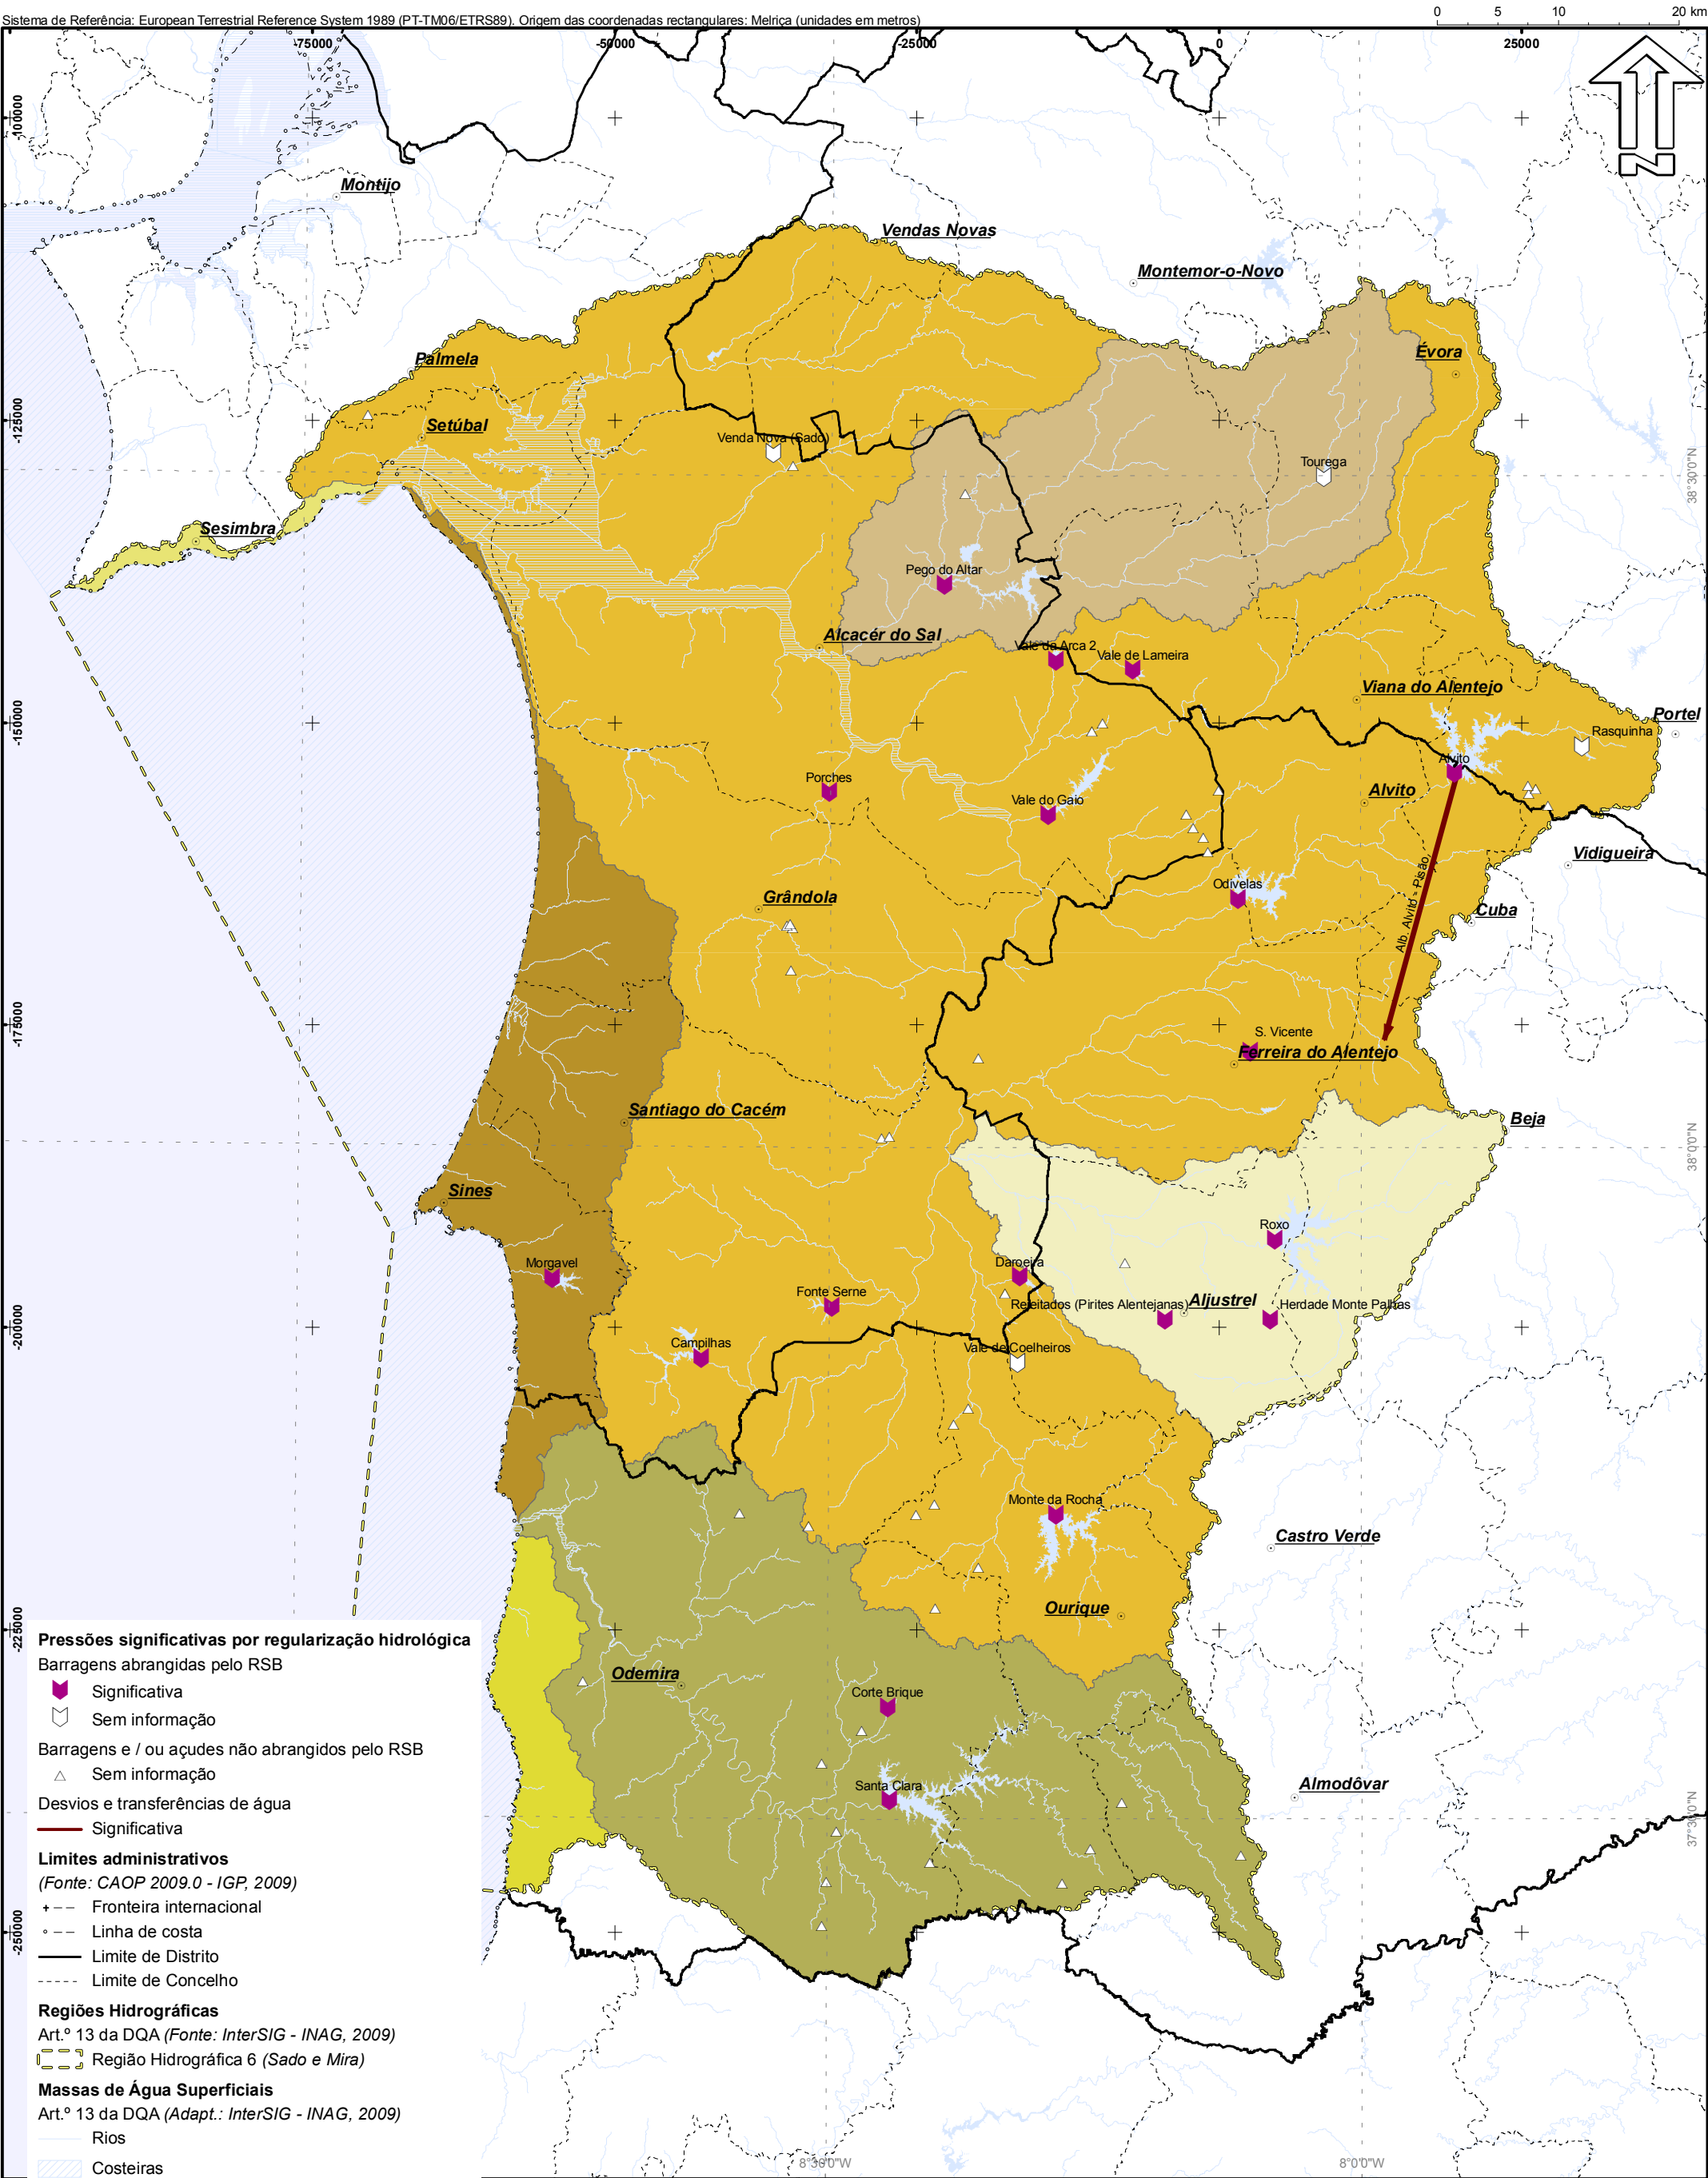 Sistema de Referência: European Terrestrial Reference System 1989 (PT-TM06/ETRS89). Origem das coordenadas rectangulares: Melriça (unidades em metros)
0 5 10 20 km
-75000 -50000 -25000 0 25000
-100000
Montijo
Vendas Novas
Montemor-o-Novo
Palmela
Évora
-125000
Setúbal
Venda Nova (Sado)
Tourega
38°30'0"N
Sesimbra
Pego do Altar
Alcacér do Sal
Vale da Arca 2
Vale de Lameira
Viana do Alentejo
Portel
-150000
Rasquinha
Alvito
Porches
Alvito
Vale do Gaio
Vidigueira
Odivelas
Grândola
Cuba
Alb. Alvito - Pisão
-175000
S. Vicente
Ferreira do Alentejo
Santiago do Cacém
Beja
38°0'0"N
Sines
Roxo
Morgavel
Daroeira
Fonte Serne
Rejeitados (Pirites Alentejanas)
Aljustrel
Herdade Monte Palhas
-200000
Campilhas
Vale de Coelheiros
Monte da Rocha
Castro Verde
Ourique
-225000
Odemira
Corte Brique
Santa Clara
Almodôvar
37°30'0"N
-250000
8°30'0"W
8°0'0"W
Pressões significativas por regularização hidrológica
Barragens abrangidas pelo RSB
Significativa
Sem informação
Barragens e / ou açudes não abrangidos pelo RSB
Sem informação
Desvios e transferências de água
Significativa
Limites administrativos
(Fonte: CAOP 2009.0 - IGP, 2009)
Fronteira internacional
Linha de costa
Limite de Distrito
Limite de Concelho
Regiões Hidrográficas
Art.º 13 da DQA (Fonte: InterSIG - INAG, 2009)
Região Hidrográfica 6 (Sado e Mira)
Massas de Água Superficiais
Art.º 13 da DQA (Adapt.: InterSIG - INAG, 2009)
Rios
Costeiras
N